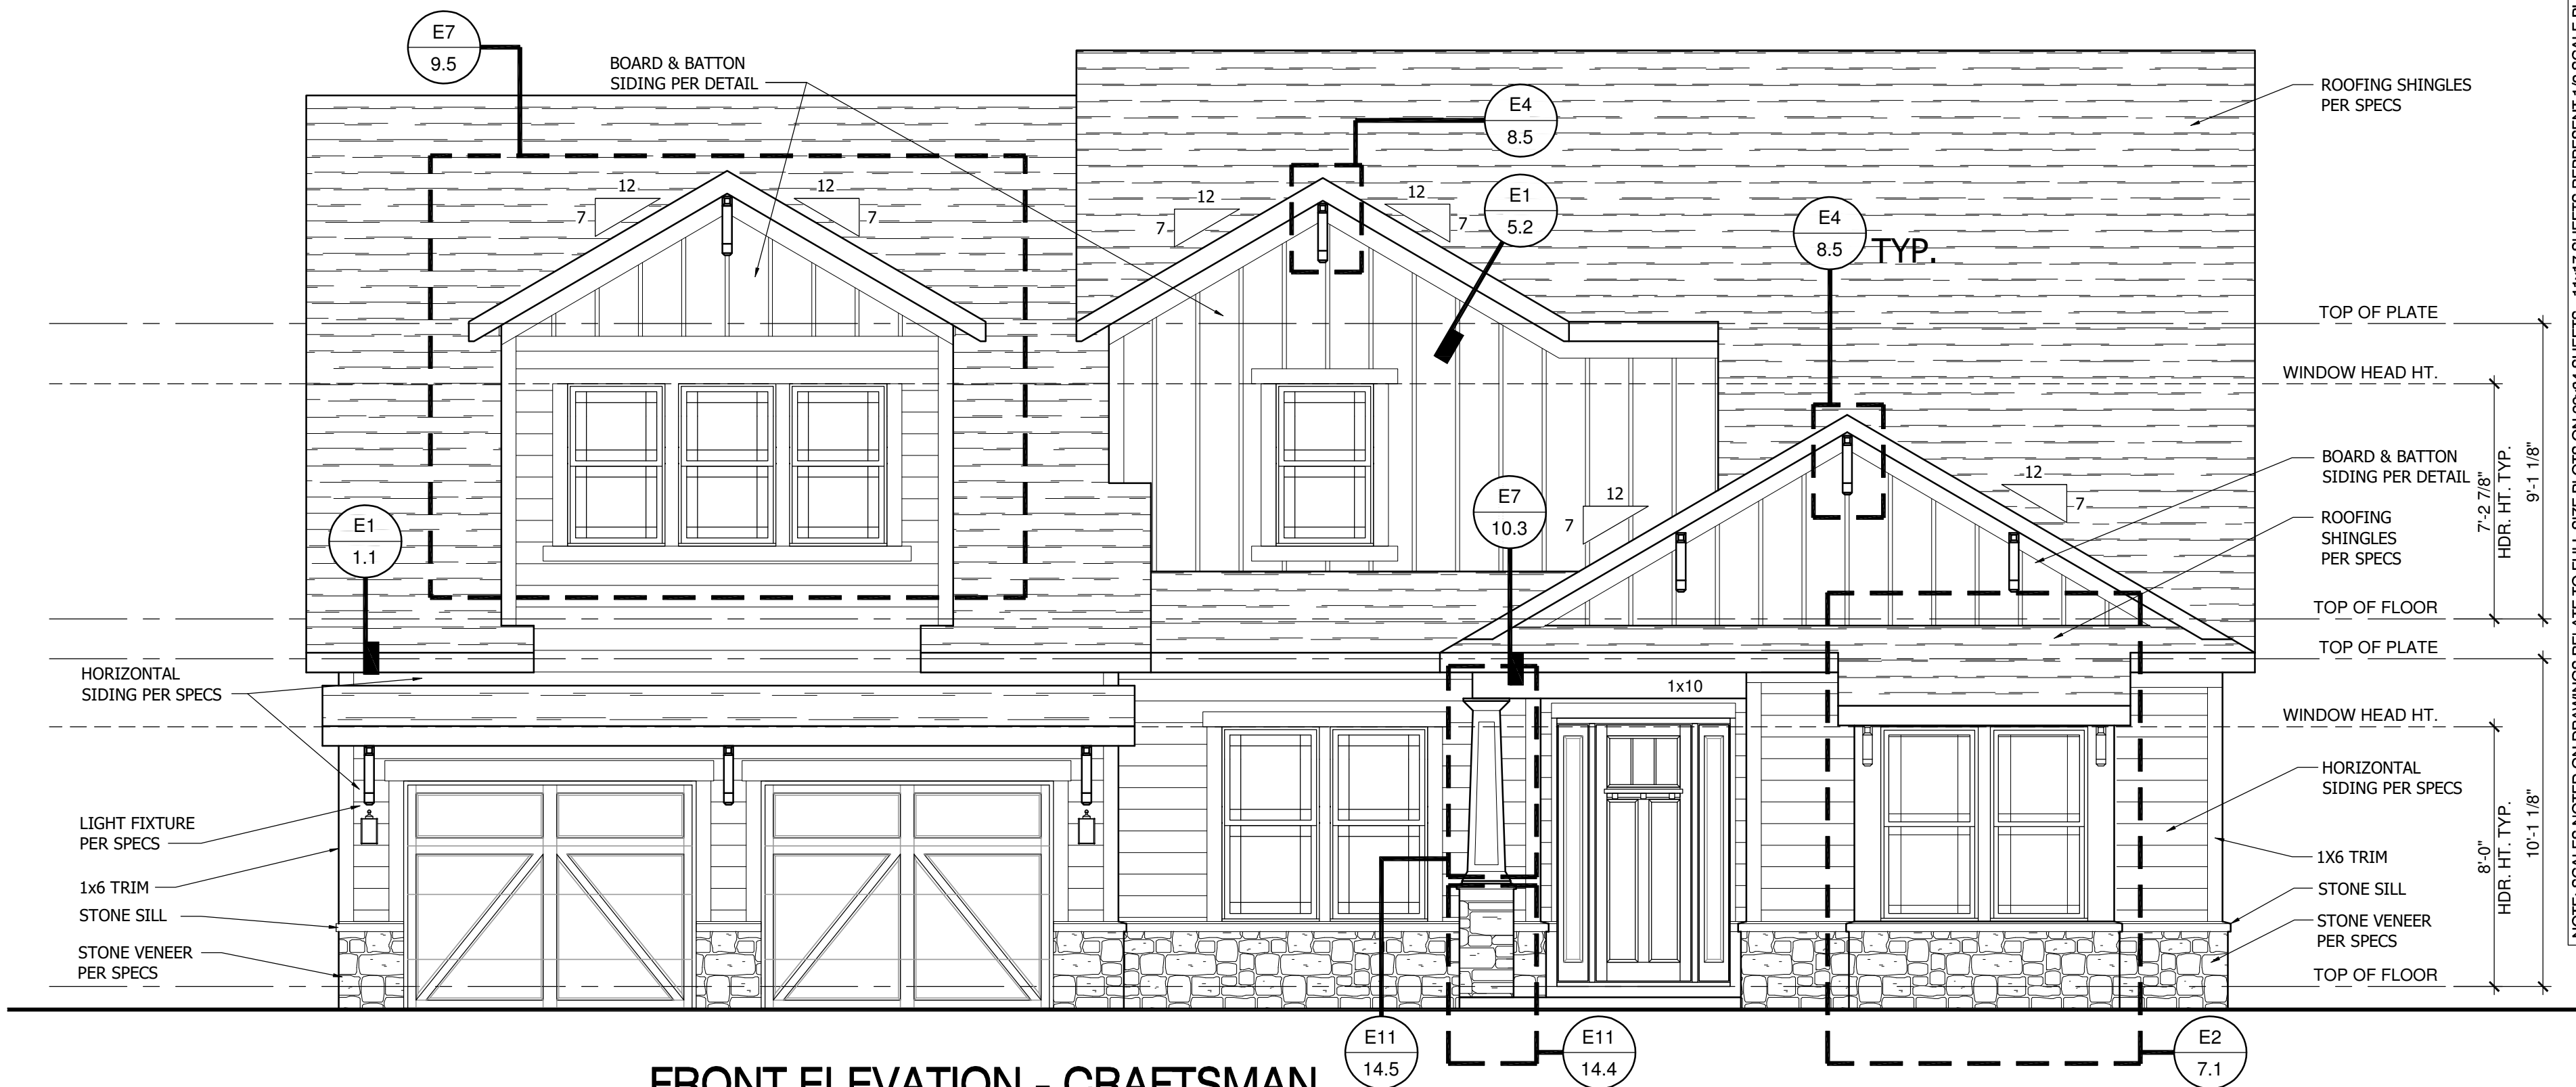 E7
9.5
BOARD & BATTON
SIDING PER DETAIL
E4
8.5
ROOFING SHINGLES
PER SPECS
12
7
12
7
12
7
12
7
E1
5.2
E4
8.5
TYP.
TOP OF PLATE
WINDOW HEAD HT.
BOARD & BATTON
SIDING PER DETAIL
12
7
12
7
7'-2 7/8"
HDR. HT. TYP.
9'-1 1/8"
E7
10.3
E1
1.1
ROOFING
SHINGLES
PER SPECS
TOP OF FLOOR
TOP OF PLATE
HORIZONTAL
SIDING PER SPECS
1x10
WINDOW HEAD HT.
HORIZONTAL
SIDING PER SPECS
LIGHT FIXTURE
PER SPECS
8'-0"
HDR. HT. TYP.
10'-1 1/8"
1x6 TRIM
1X6 TRIM
STONE SILL
STONE SILL
STONE VENEER
PER SPECS
STONE VENEER
PER SPECS
TOP OF FLOOR
E11
14.5
E11
14.4
E2
7.1
FRONT ELEVATION - CRAFTSMAN